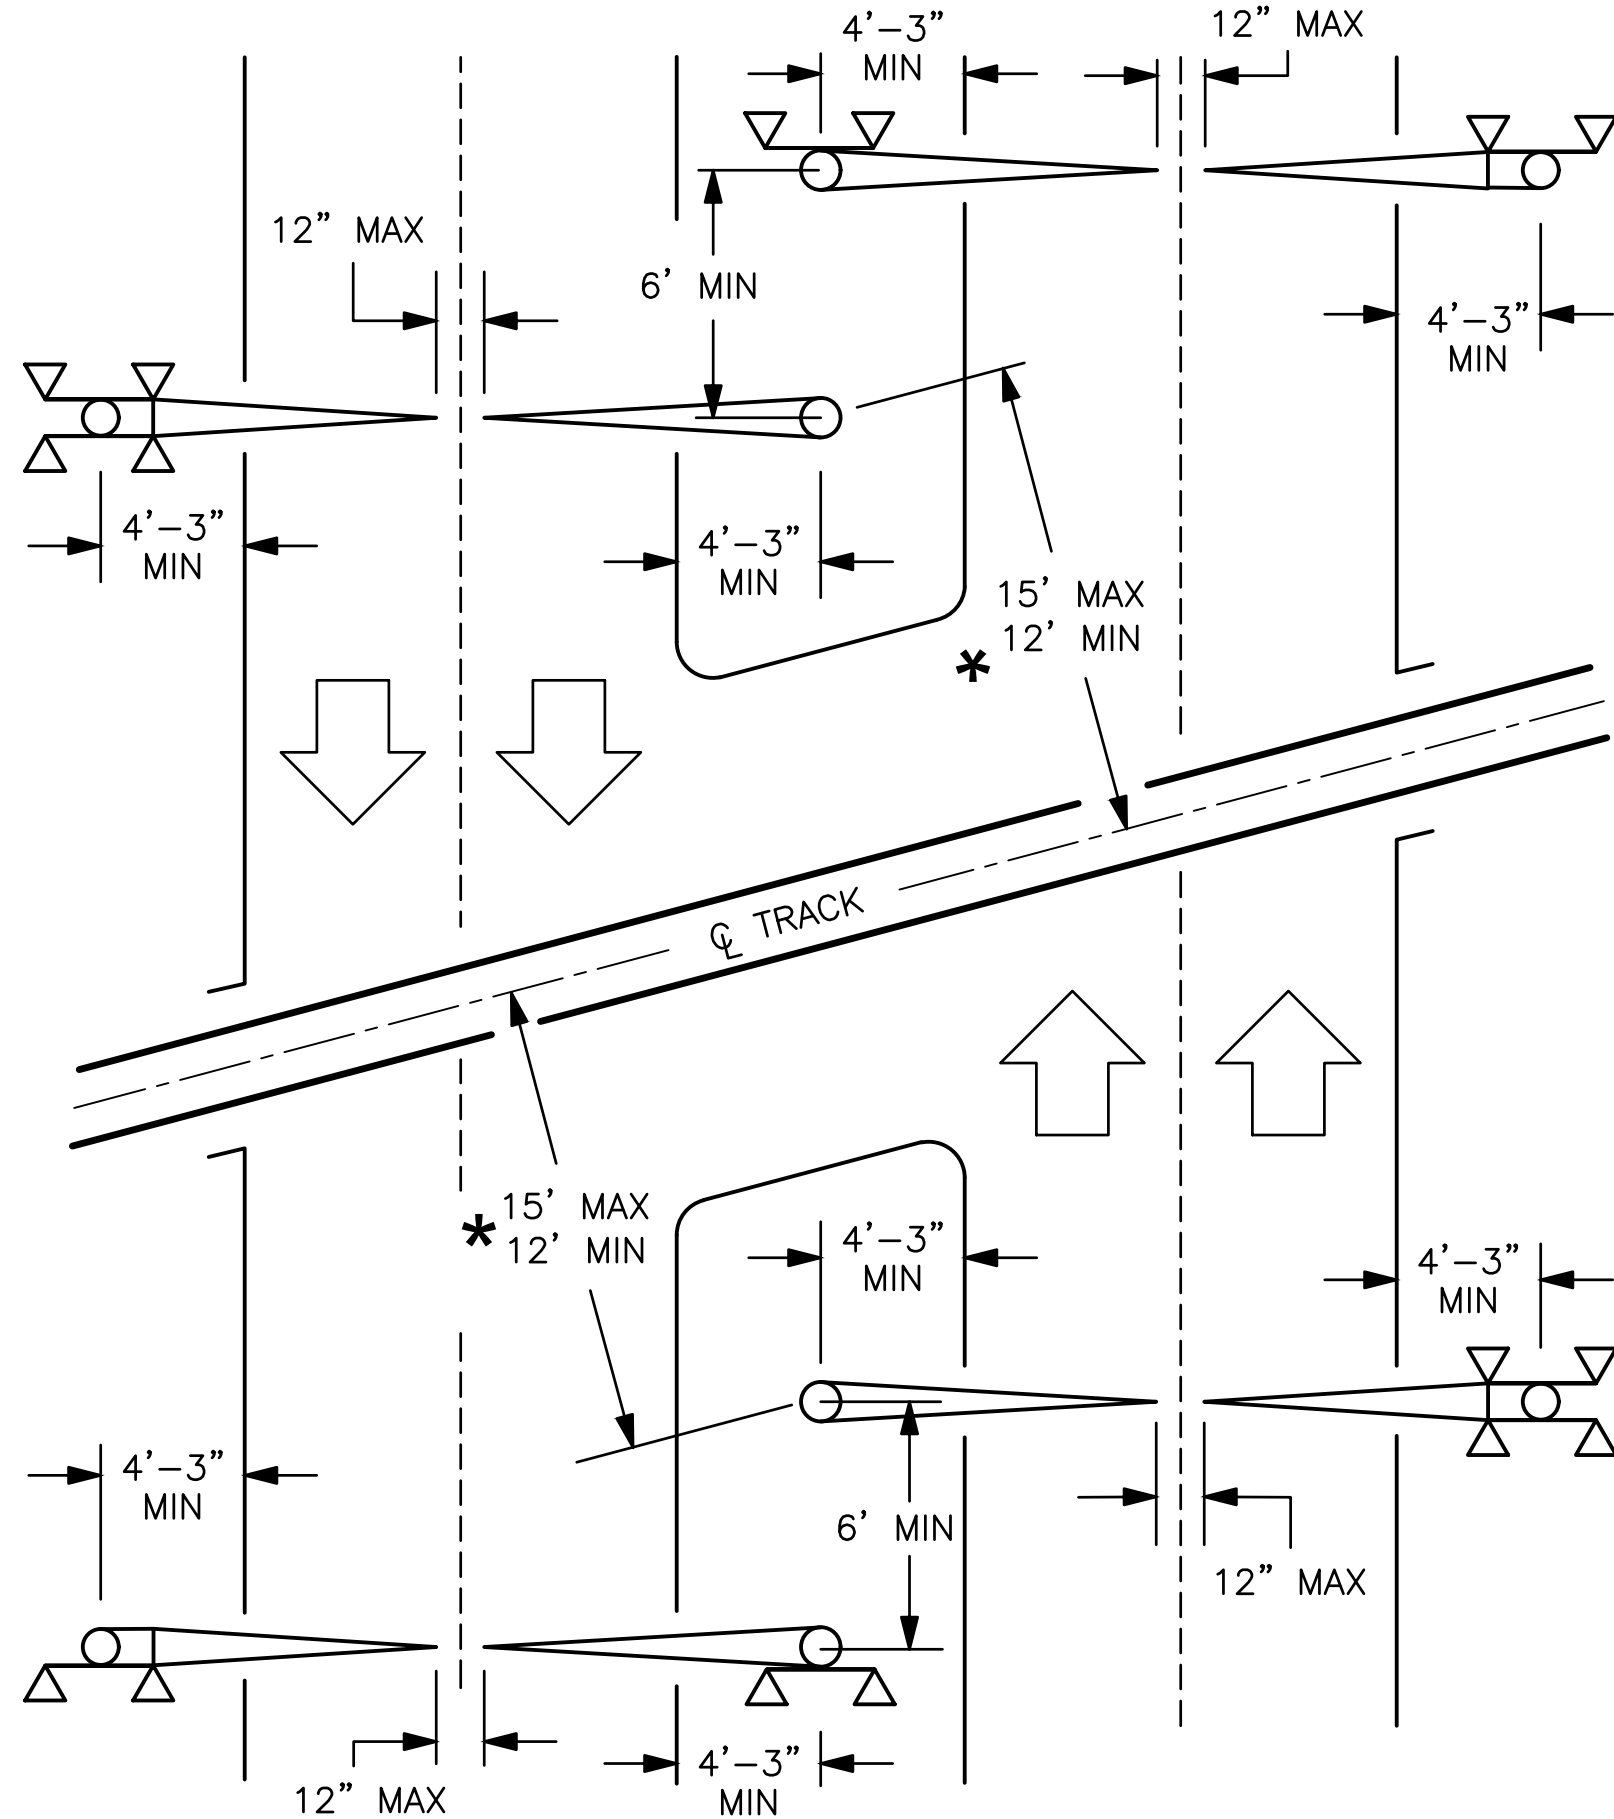 4'-3"
MIN
12" MAX
12" MAX
6' MIN
4'-3"
MIN
4'-3"
MIN
4'-3"
MIN
15' MAX
* 12' MIN
℄ TRACK
15' MAX
* 12' MIN
4'-3"
MIN
4'-3"
MIN
4'-3"
MIN
6' MIN
12" MAX
12" MAX
4'-3"
MIN